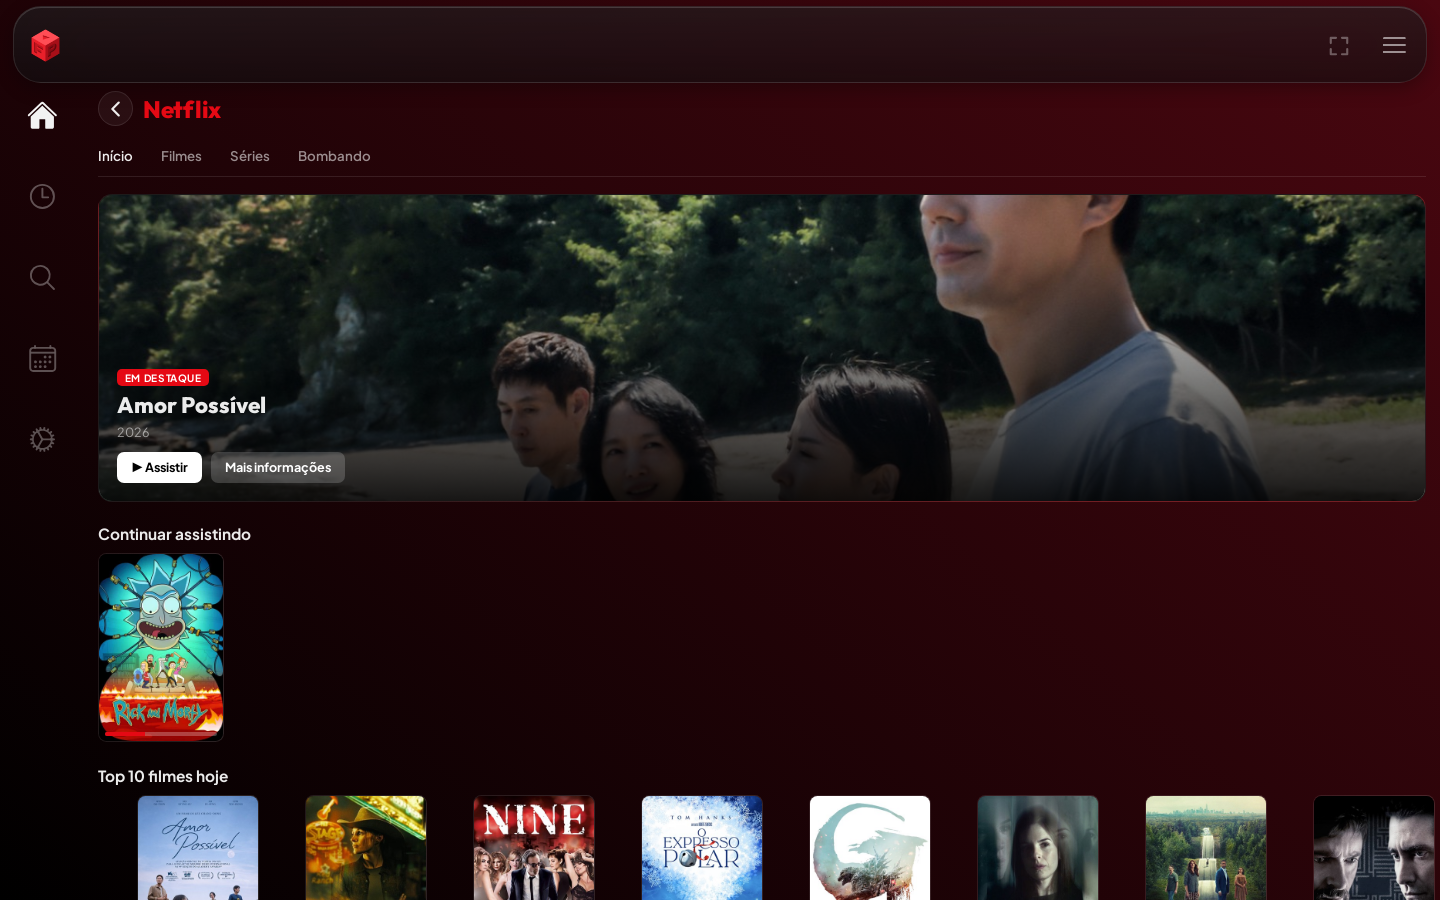 Netflix
Início Filmes Séries Bombando
EM DESTAQUE
Amor Possível
2026
Assistir Mais informações
Continuar assistindo
Rick and Morty
Top 10 filmes hoje
Amor
Possível
NINE
TOM HANKS
O
EXPRESSO
POLAR